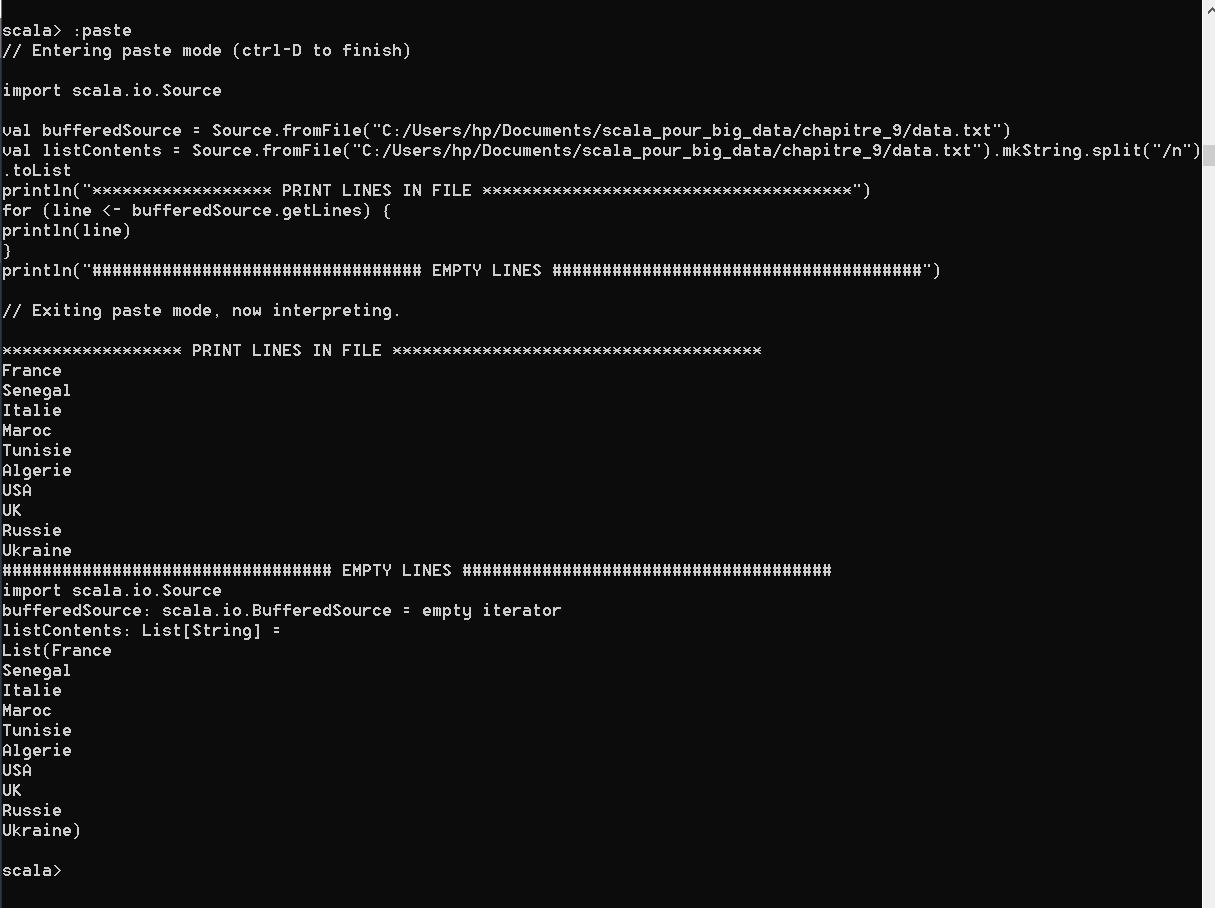 scala> :paste
// Entering paste mode (ctrl-D to finish)
import scala.io.Source
val bufferedSource = Source.fromFile("C:/Users/hp/Documents/scala_pour_big_data/chapitre_9/data.txt")
val listContents = Source.fromFile("C:/Users/hp/Documents/scala_pour_big_data/chapitre_9/data.txt").mkString.split("/n")
.toList
println("****************** PRINT LINES IN FILE *************************************")
for (line <- bufferedSource.getLines) {
println(line)
}
println("################################# EMPTY LINES #####################################")
// Exiting paste mode, now interpreting.
****************** PRINT LINES IN FILE *************************************
France
Senegal
Italie
Maroc
Tunisie
Algerie
USA
UK
Russie
Ukraine
################################# EMPTY LINES #####################################
import scala.io.Source
bufferedSource: scala.io.BufferedSource = empty iterator
listContents: List[String] =
List(France
Senegal
Italie
Maroc
Tunisie
Algerie
USA
UK
Russie
Ukraine)
scala>